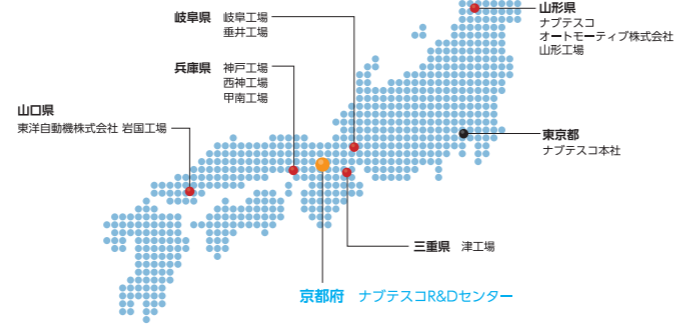 岐阜県 岐阜工場
垂井工場
兵庫県 神戸工場
西神工場
甲南工場
山口県
東洋自動機株式会社 岩国工場
山形県
ナブテスコ
オートモーティブ株式会社
山形工場
東京都
ナブテスコ本社
三重県 津工場
京都府 ナブテスコR&Dセンター